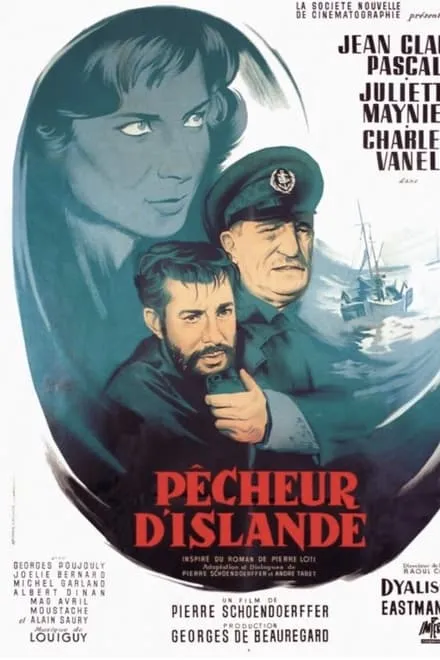 LA SOCIÉTÉ NOUVELLE
DE CINÉMATOGRAPHIE présente
JEAN CLAU
PASCAL
JULIETT
MAYNIE
CHARLE
VANEL
dans
PÊCHEUR
D'ISLANDE
INSPIRÉ DU ROMAN DE PIERRE LOTI
Adaptation et Dialogues de
PIERRE SCHOENDOERFFER et ANDRÉ TABET
avec
GEORGES POUJOULY
JOELLE BERNARD
MICHEL GARLAND
ALBERT DINAN
MAG AVRIL
MOUSTACHE
et ALAIN SAURY
Musique de
LOUIGUY
UN FILM DE
PIERRE SCHOENDOERFFER
PRODUCTION
GEORGES DE BEAUREGARD
Directeur de
RAOUL C
DYALIS
EASTMAN